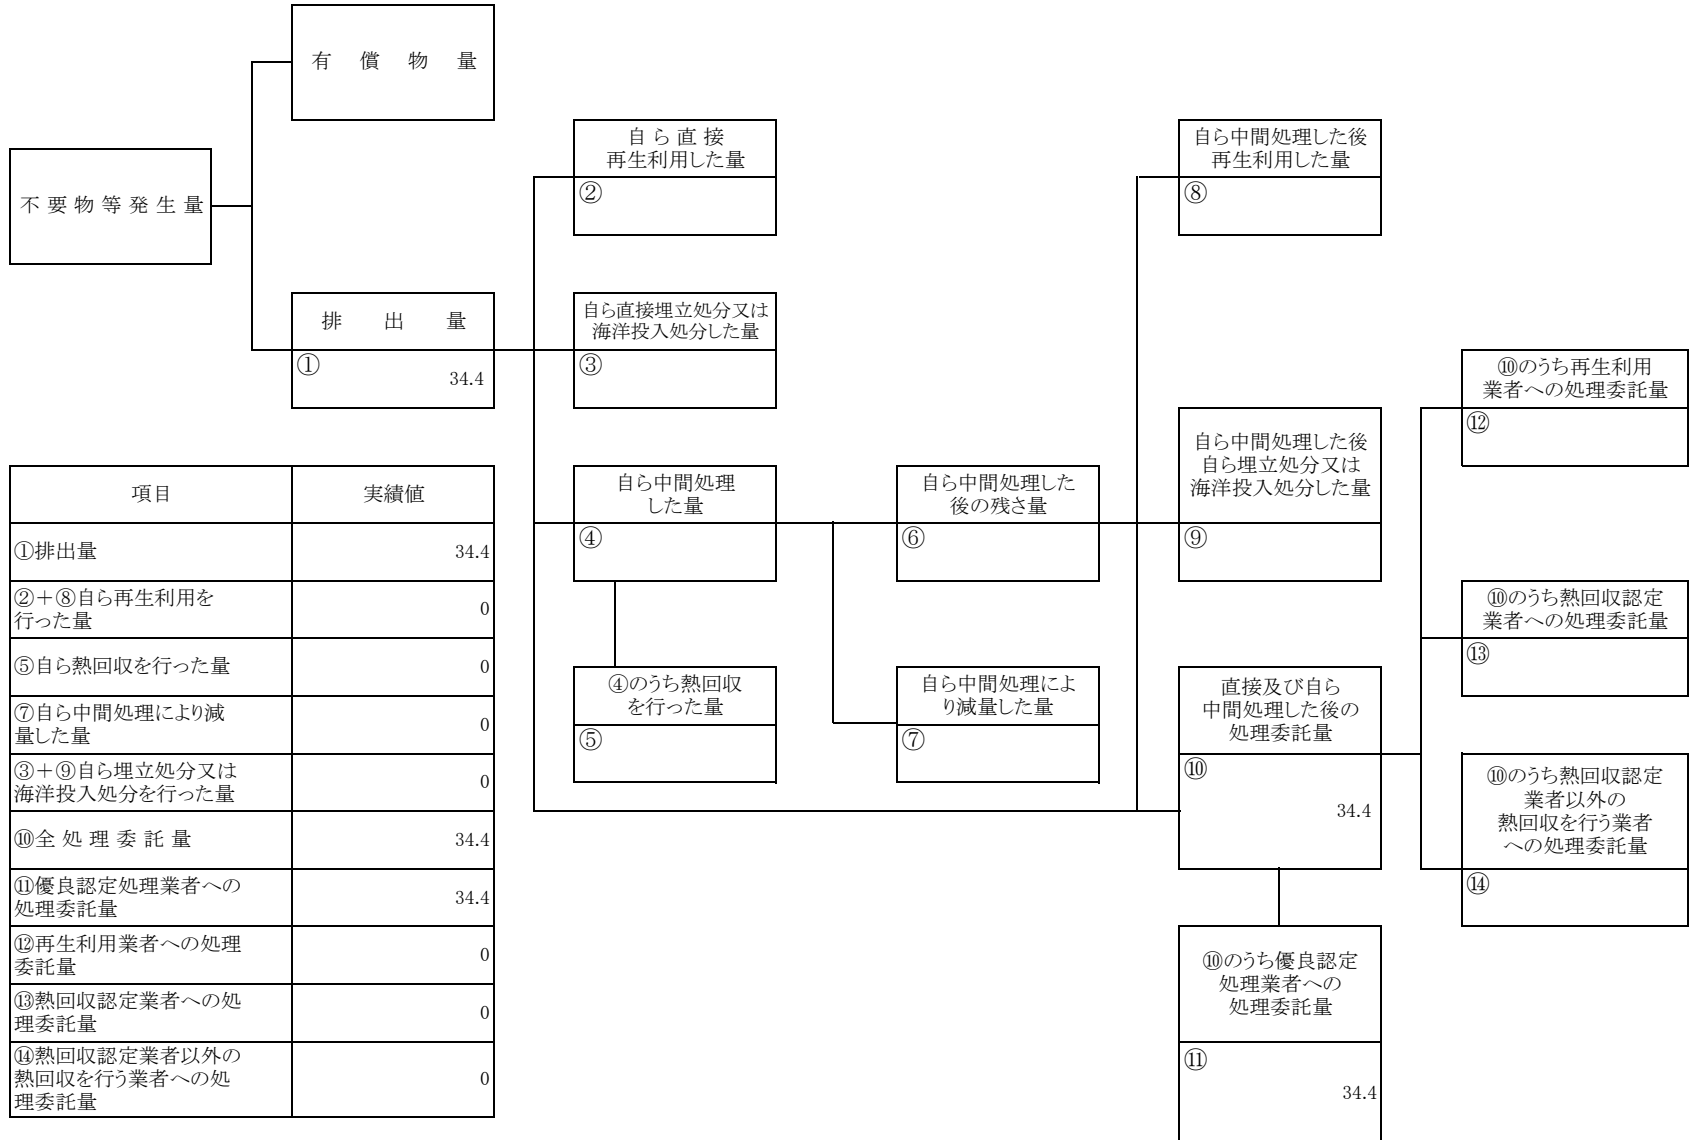 有償物量
自ら直接
再生利用した量
②
自ら中間処理した後
再生利用した量
⑧
不要物等発生量
排出量
①
34.4
自ら直接埋立処分又は
海洋投入処分した量
③
⑩のうち再生利用
業者への処理委託量
⑫
自ら中間処理した後
自ら埋立処分又は
海洋投入処分した量
⑨
自ら中間処理
した量
④
自ら中間処理した
後の残さ量
⑥
⑩のうち熱回収認定
業者への処理委託量
⑬
④のうち熱回収
を行った量
⑤
自ら中間処理によ
り減量した量
⑦
直接及び自ら
中間処理した後の
処理委託量
⑩
34.4
⑩のうち熱回収認定
業者以外の
熱回収を行う業者
への処理委託量
⑭
⑩のうち優良認定
処理業者への
処理委託量
⑪
34.4
項目 実績値
①排出量 34.4
②＋⑧自ら再生利用を
行った量 0
⑤自ら熱回収を行った量 0
⑦自ら中間処理により減
量した量 0
③＋⑨自ら埋立処分又は
海洋投入処分を行った量 0
⑩全処理委託量 34.4
⑪優良認定処理業者への
処理委託量 34.4
⑫再生利用業者への処理
委託量 0
⑬熱回収認定業者への処
理委託量 0
⑭熱回収認定業者以外の
熱回収を行う業者への処
理委託量 0